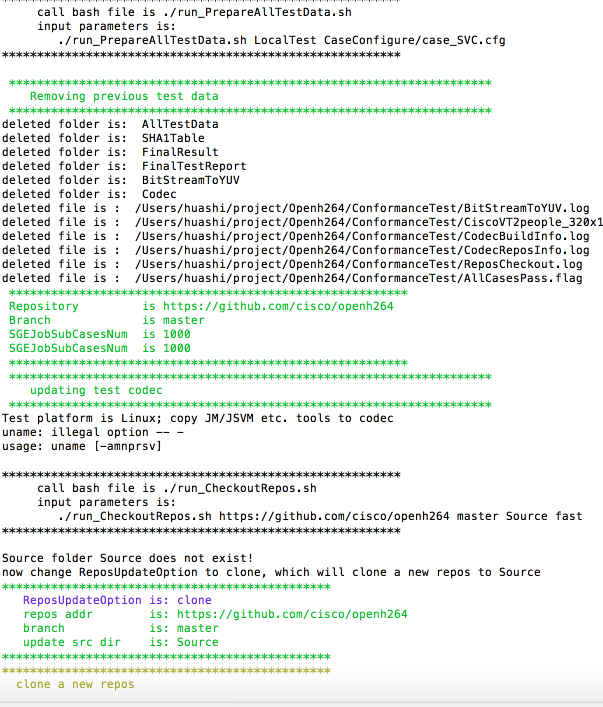 ************************************************************
call bash file is ./run_PrepareAllTestData.sh
input parameters is:
./run_PrepareAllTestData.sh LocalTest CaseConfigure/case_SVC.cfg
*********************************************************
*********************************************************************
Removing previous test data
*********************************************************************
deleted folder is:  AllTestData
deleted folder is:  SHA1Table
deleted folder is:  FinalResult
deleted folder is:  FinalTestReport
deleted folder is:  BitStreamToYUV
deleted folder is:  Codec
deleted file is :  /Users/huashi/project/Openh264/ConformanceTest/BitStreamToYUV.log
deleted file is :  /Users/huashi/project/Openh264/ConformanceTest/CiscoVT2people_320x1
deleted file is :  /Users/huashi/project/Openh264/ConformanceTest/CodecBuildInfo.log
deleted file is :  /Users/huashi/project/Openh264/ConformanceTest/CodecReposInfo.log
deleted file is :  /Users/huashi/project/Openh264/ConformanceTest/ReposCheckout.log
deleted file is :  /Users/huashi/project/Openh264/ConformanceTest/AllCasesPass.flag
*********************************************************
Repository         is https://github.com/cisco/openh264
Branch             is master
SGEJobSubCasesNum  is 1000
SGEJobSubCasesNum  is 1000
*********************************************************
*********************************************************************
updating test codec
*********************************************************************
Test platform is Linux; copy JM/JSVM etc. tools to codec
uname: illegal option -- -
usage: uname [-amnprsv]
*********************************************************
call bash file is ./run_CheckoutRepos.sh
input parameters is:
./run_CheckoutRepos.sh https://github.com/cisco/openh264 master Source fast
*********************************************************
Source folder Source does not exist!
now change ReposUpdateOption to clone, which will clone a new repos to Source
***********************************************
ReposUpdateOption is: clone
repos addr        is: https://github.com/cisco/openh264
branch            is: master
update src dir    is: Source
***********************************************
***********************************************
clone a new repos